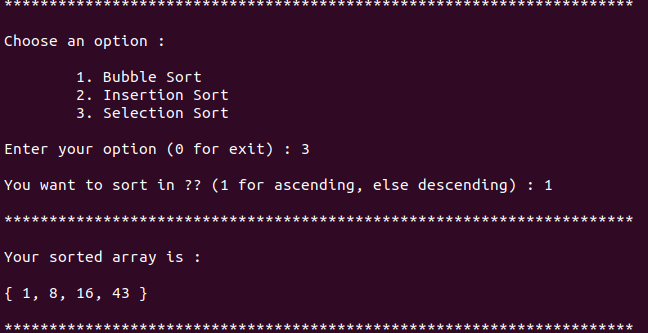 **********************************************************************
Choose an option :
1. Bubble Sort
2. Insertion Sort
3. Selection Sort
Enter your option (0 for exit) : 3
You want to sort in ?? (1 for ascending, else descending) : 1
**********************************************************************
Your sorted array is :
{ 1, 8, 16, 43 }
**********************************************************************